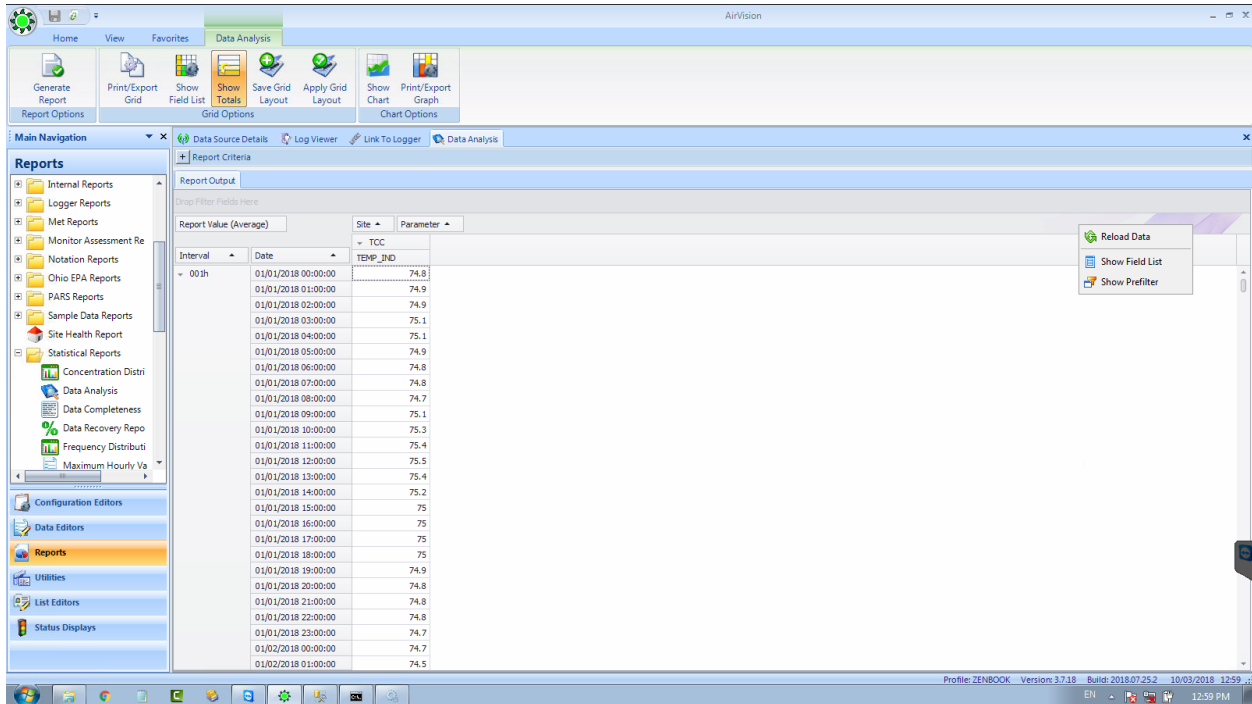 AirVision
Home View Favorites Data Analysis
Generate Report
Print/Export Grid
Show Field List
Show Totals
Save Grid Layout
Apply Grid Layout
Show Chart
Print/Export Graph
Report Options Grid Options Chart Options
Main Navigation
Data Source Details Log Viewer Link To Logger Data Analysis
Reports
Report Criteria
Internal Reports
Logger Reports
Met Reports
Monitor Assessment Re
Notation Reports
Ohio EPA Reports
PARS Reports
Sample Data Reports
Site Health Report
Statistical Reports
Concentration Distri
Data Analysis
Data Completeness
Data Recovery Repo
Frequency Distributi
Maximum Hourly Va
Configuration Editors
Data Editors
Reports
Utilities
List Editors
Status Displays
Report Output
Drop Filter Fields Here
Report Value (Average) Site Parameter
TCC
Interval Date TEMP_IND
001h 01/01/2018 00:00:00 74.8
01/01/2018 01:00:00 74.9
01/01/2018 02:00:00 74.9
01/01/2018 03:00:00 75.1
01/01/2018 04:00:00 75.1
01/01/2018 05:00:00 74.9
01/01/2018 06:00:00 74.8
01/01/2018 07:00:00 74.8
01/01/2018 08:00:00 74.7
01/01/2018 09:00:00 75.1
01/01/2018 10:00:00 75.3
01/01/2018 11:00:00 75.4
01/01/2018 12:00:00 75.5
01/01/2018 13:00:00 75.4
01/01/2018 14:00:00 75.2
01/01/2018 15:00:00 75
01/01/2018 16:00:00 75
01/01/2018 17:00:00 75
01/01/2018 18:00:00 75
01/01/2018 19:00:00 74.9
01/01/2018 20:00:00 74.8
01/01/2018 21:00:00 74.8
01/01/2018 22:00:00 74.8
01/01/2018 23:00:00 74.7
01/02/2018 00:00:00 74.7
01/02/2018 01:00:00 74.5
Reload Data
Show Field List
Show Prefilter
Profile: ZENBOOK Version: 3.7.18 Build: 2018.07.25.2 10/03/2018 12:59
EN 12:59 PM